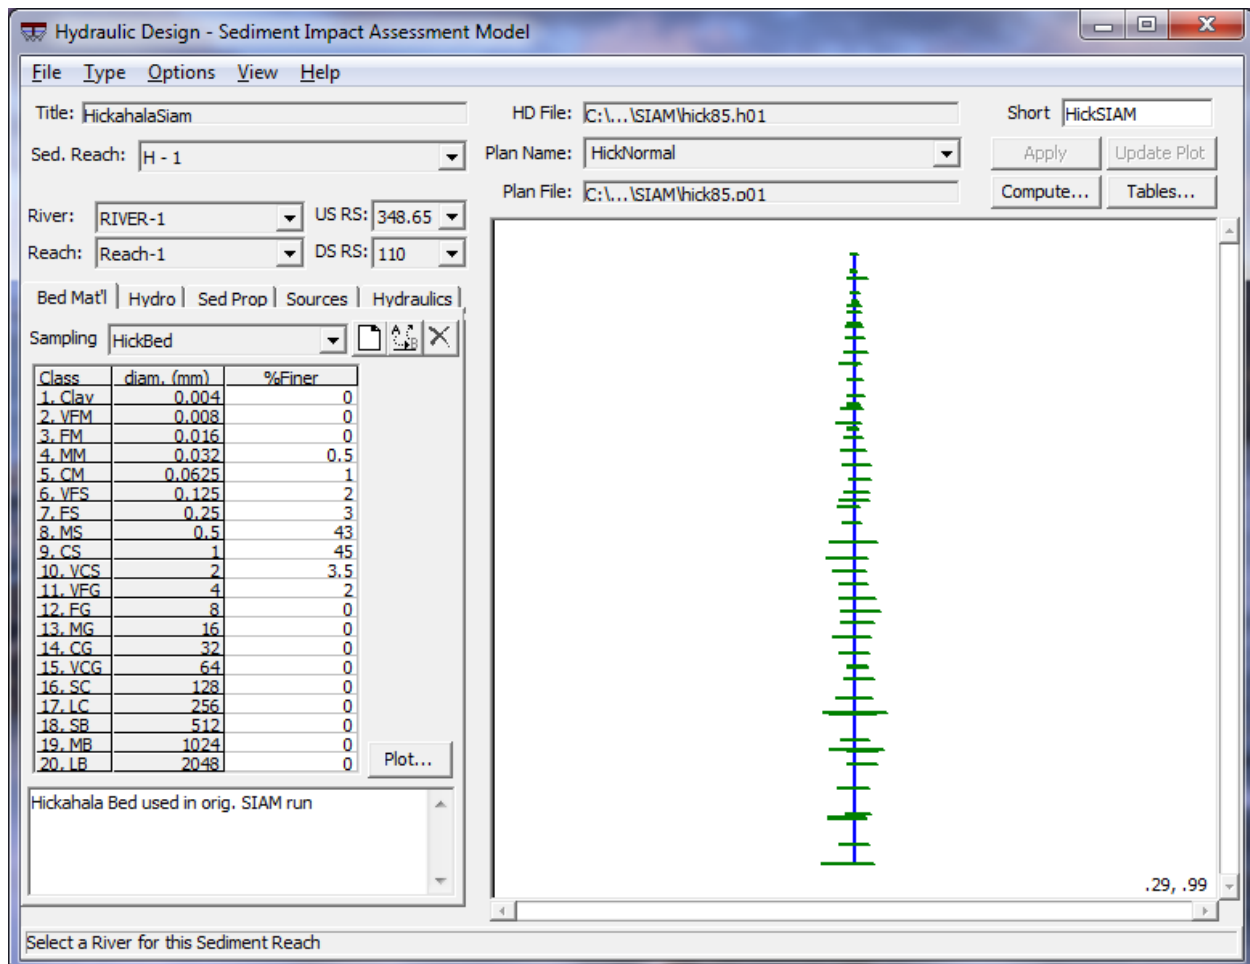 Hydraulic Design - Sediment Impact Assessment Model
File Type Options View Help
Title: HickahalaSiam
HD File: C:\...\SIAM\hick85.h01
Short HickSIAM
Sed. Reach: H - 1
Plan Name: HickNormal
Apply Update Plot
Plan File: C:\...\SIAM\hick85.p01
Compute... Tables...
River: RIVER-1 US RS: 348.65
Reach: Reach-1 DS RS: 110
Bed Mat'l Hydro Sed Prop Sources Hydraulics
Sampling HickBed
Class diam. (mm) %Finer
1. Clay 0.004 0
2. VFM 0.008 0
3. FM 0.016 0
4. MM 0.032 0.5
5. CM 0.0625 1
6. VFS 0.125 2
7. FS 0.25 3
8. MS 0.5 43
9. CS 1 45
10. VCS 2 3.5
11. VFG 4 2
12. FG 8 0
13. MG 16 0
14. CG 32 0
15. VCG 64 0
16. SC 128 0
17. LC 256 0
18. SB 512 0
19. MB 1024 0
20. LB 2048 0
Plot...
Hickahala Bed used in orig. SIAM run
.29, .99
Select a River for this Sediment Reach